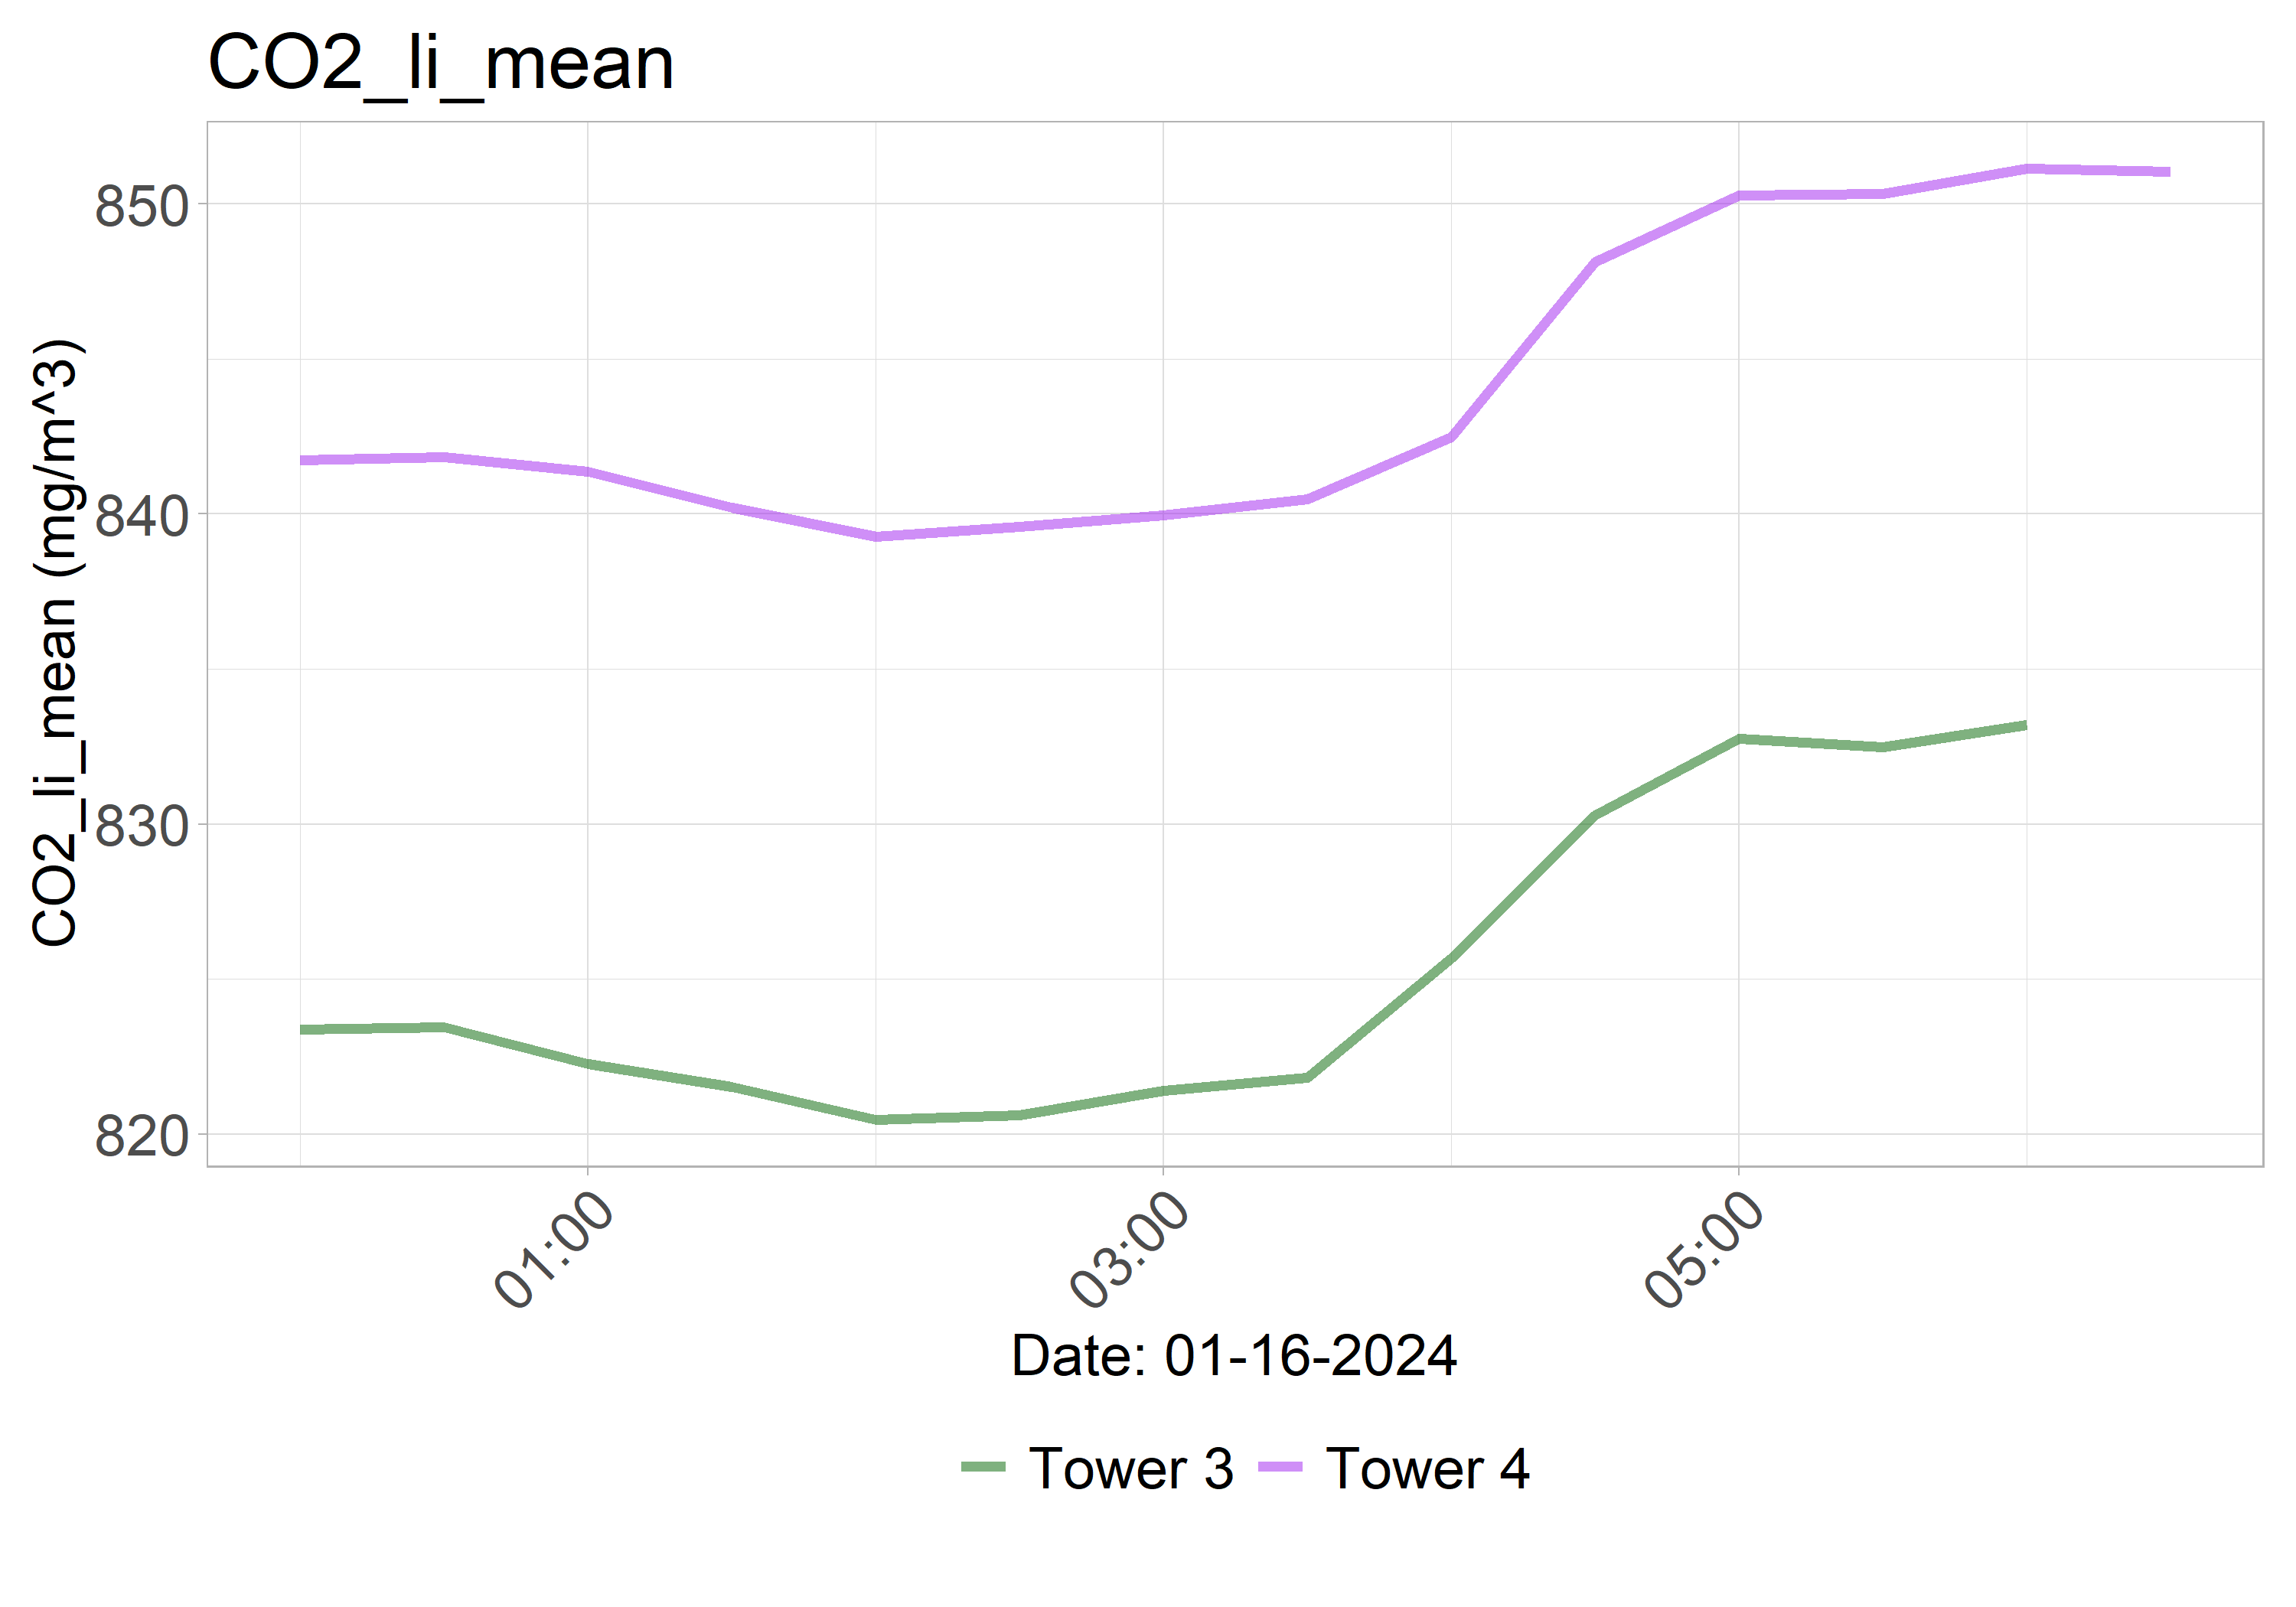 CO2_li_mean
CO2_li_mean (mg/m^3)
850
840
830
820
01:00
03:00
05:00
Date: 01-16-2024
Tower 3
Tower 4